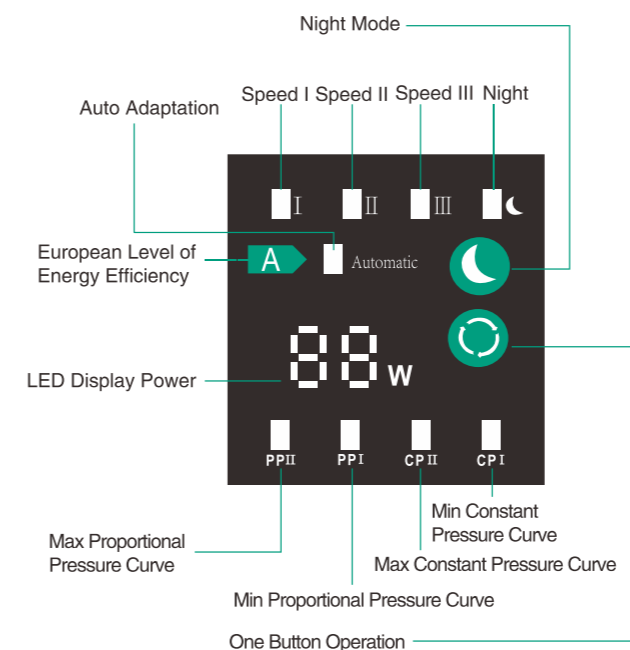 Night Mode
Speed I Speed II Speed III Night
Auto Adaptation
I II III
European Level of
Energy Efficiency
A Automatic
88 W
LED Display Power
PPII PPI CPII CPI
Min Constant
Pressure Curve
Max Proportional
Pressure Curve
Max Constant Pressure Curve
Min Proportional Pressure Curve
One Button Operation